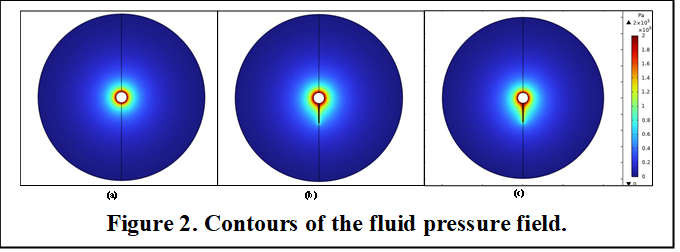 Pa
▲ 2×10⁵
×10⁵
2
1.8
1.6
1.4
1.2
1
0.8
0.6
0.4
0.2
0
▼ 0
(a)
(b)
(c)
Figure 2. Contours of the fluid pressure field.